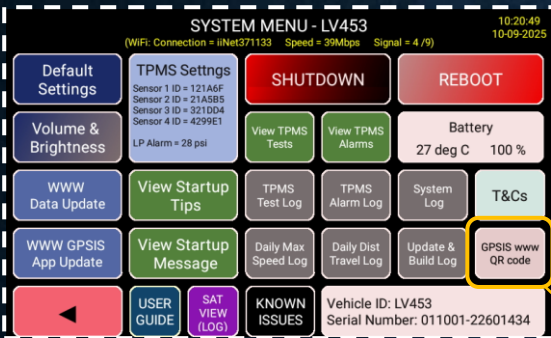 SYSTEM MENU - LV453
10:20:49
10-09-2025
(WiFi: Connection = iiNet371133 Speed = 39Mbps Signal = 4 /9)
Default
Settings
TPMS Settngs
Sensor 1 ID = 121A6F
Sensor 2 ID = 21A5B5
Sensor 3 ID = 321DD4
Sensor 4 ID = 4299E1
LP Alarm = 28 psi
SHUTDOWN
REBOOT
Volume &
Brightness
View TPMS
Tests
View TPMS
Alarms
Battery
27 deg C 100 %
WWW
Data Update
View Startup
Tips
TPMS
Test Log
TPMS
Alarm Log
System
Log
T&Cs
WWW GPSIS
App Update
View Startup
Message
Daily Max
Speed Log
Daily Dist
Travel Log
Update &
Build Log
GPSIS www
QR code
USER
GUIDE
SAT
VIEW
(LOG)
KNOWN
ISSUES
Vehicle ID: LV453
Serial Number: 011001-22601434